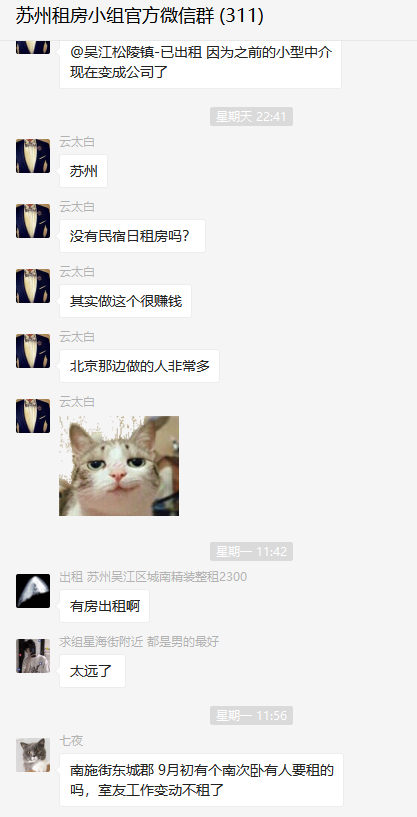 苏州租房小组官方微信群 (311)
@吴江松陵镇-已出租 因为之前的小型中介
现在变成公司了
星期天 22:41
云太白
苏州
云太白
没有民宿日租房吗?
云太白
其实做这个很赚钱
云太白
北京那边做的人非常多
云太白
星期一 11:42
出租 苏州吴江区城南精装整租2300
有房出租啊
求组星海街附近 都是男的最好
太远了
星期一 11:56
七夜
南施街东城郡 9月初有个南次卧有人要租的
吗，室友工作变动不租了